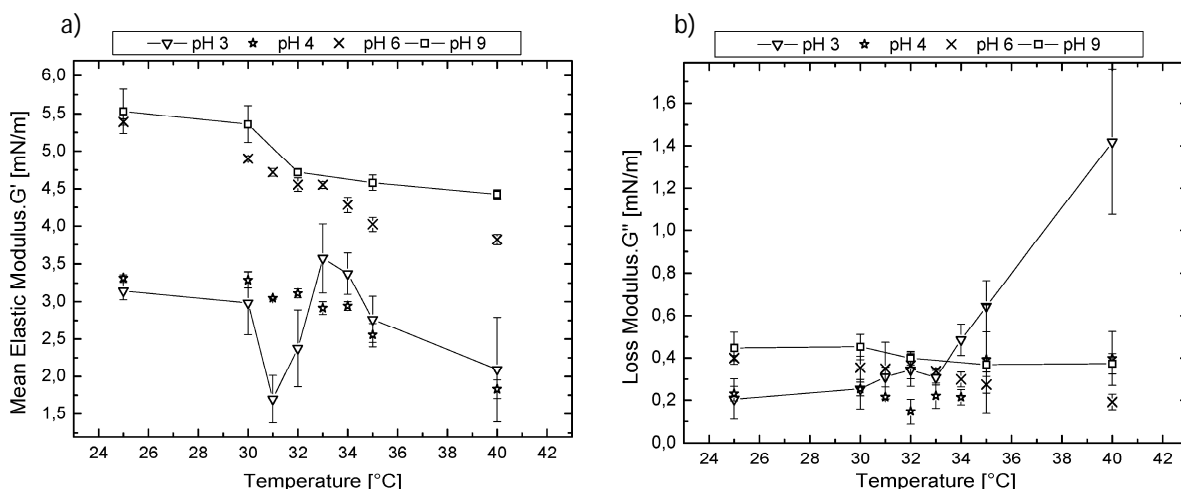 a)
pH 3 pH 4 pH 6 pH 9
6,0
5,5
5,0
4,5
4,0
3,5
3,0
2,5
2,0
1,5
Mean Elastic Modulus.G' [mN/m]
24 26 28 30 32 34 36 38 40 42
Temperature [°C]
b)
pH 3 pH 4 pH 6 pH 9
1,6
1,4
1,2
1,0
0,8
0,6
0,4
0,2
0,0
Loss Modulus.G'' [mN/m]
24 26 28 30 32 34 36 38 40 42
Temperature [°C]